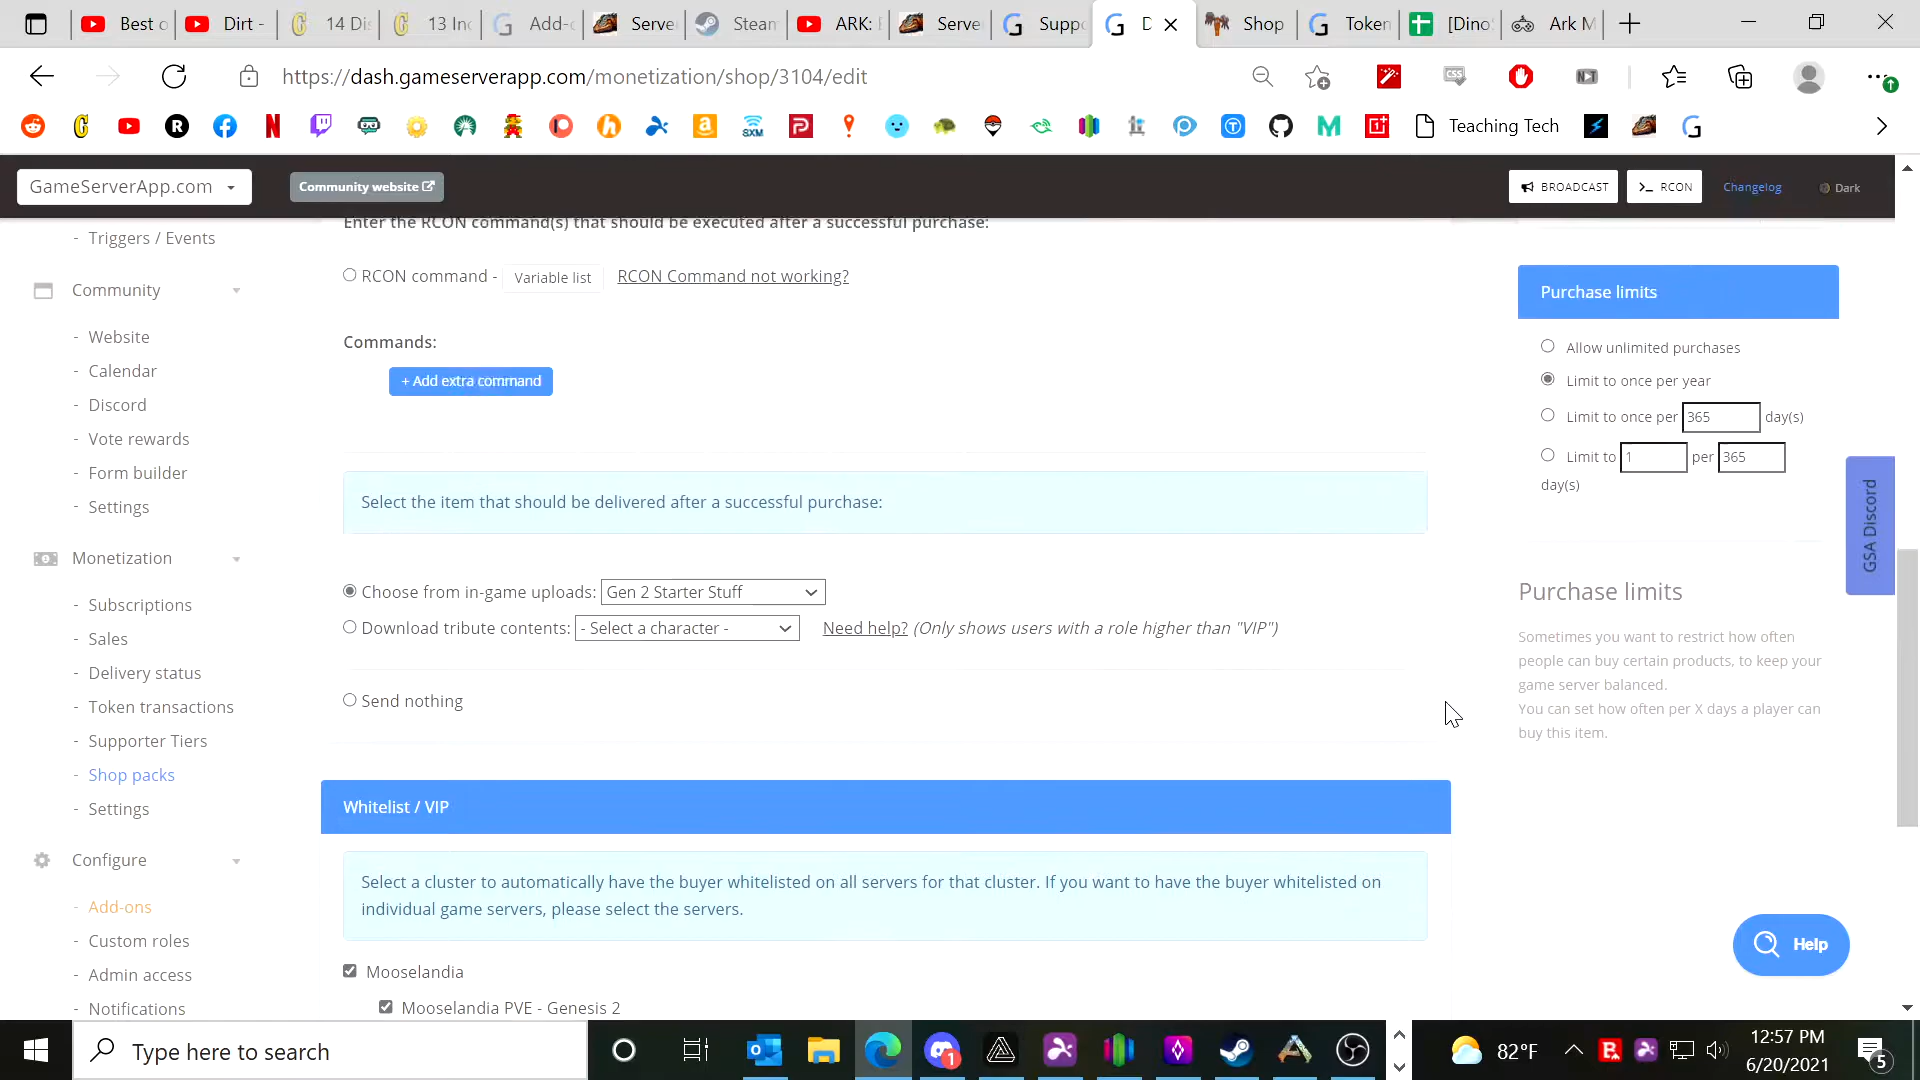 Best o
Dirt -
14 Di
13 In
Add-
Serve
Steam
ARK:
Serve
Supp
D
Shop
Token
[Dino
Ark M
https://dash.gameserverapp.com/monetization/shop/3104/edit
Teaching Tech
GameServerApp.com
Community website
BROADCAST
RCON
Changelog
Dark
- Triggers / Events
Community
- Website
- Calendar
- Discord
- Vote rewards
- Form builder
- Settings
Monetization
- Subscriptions
- Sales
- Delivery status
- Token transactions
- Supporter Tiers
- Shop packs
- Settings
Configure
- Add-ons
- Custom roles
- Admin access
- Notifications
Enter the RCON command(s) that should be executed after a successful purchase:
RCON command - Variable list RCON Command not working?
Commands:
+ Add extra command
Select the item that should be delivered after a successful purchase:
Choose from in-game uploads: Gen 2 Starter Stuff
Download tribute contents: - Select a character - Need help? (Only shows users with a role higher than "VIP")
Send nothing
Whitelist / VIP
Select a cluster to automatically have the buyer whitelisted on all servers for that cluster. If you want to have the buyer whitelisted on
individual game servers, please select the servers.
Mooselandia
Mooselandia PVE - Genesis 2
Purchase limits
Allow unlimited purchases
Limit to once per year
Limit to once per 365 day(s)
Limit to 1 per 365
day(s)
Purchase limits
Sometimes you want to restrict how often
people can buy certain products, to keep your
game server balanced.
You can set how often per X days a player can
buy this item.
GSA Discord
Help
Type here to search
1
82°F
12:57 PM
6/20/2021
5